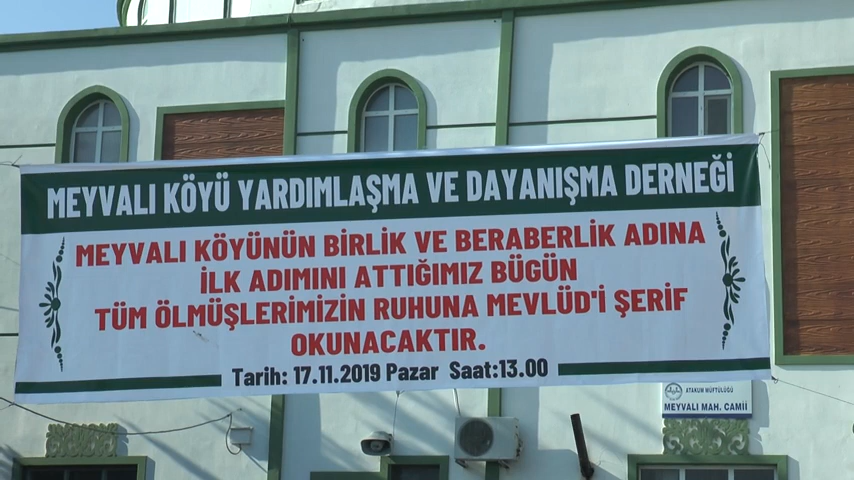 MEYVALI KÖYÜ YARDIMLAŞMA VE DAYANIŞMA DERNEĞİ
MEYVALI KÖYÜNÜN BİRLİK VE BERABERLİK ADINA
İLK ADIMINI ATTIĞIMIZ BÜGÜN
TÜM ÖLMÜŞLERİMİZİN RUHUNA MEVLÜD'İ ŞERİF
OKUNACAKTIR.
Tarih: 17.11.2019 Pazar Saat:13.00
ATAKUM MÜFTÜLÜĞÜ
MEYVALI MAH. CAMİİ